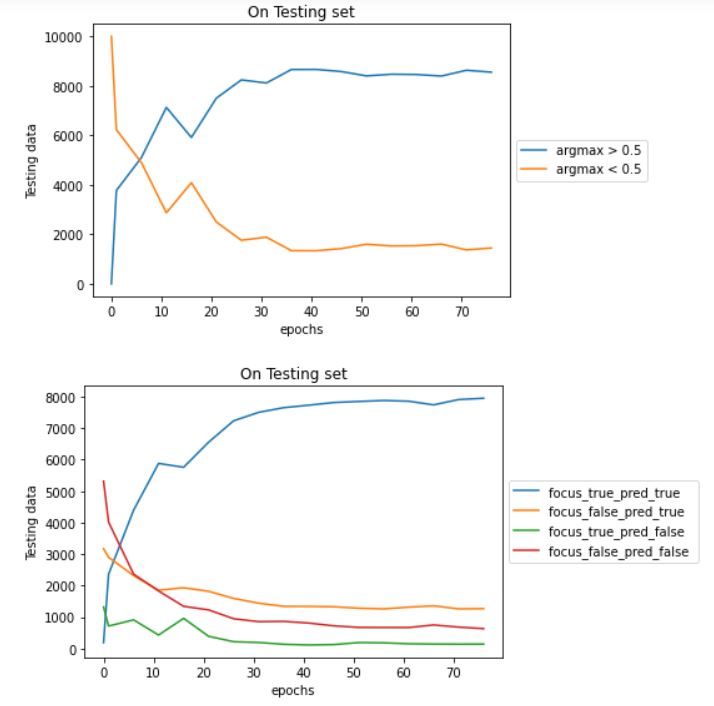 On Testing set
10000
8000
6000
4000
2000
0
Testing data
0 10 20 30 40 50 60 70
epochs
argmax > 0.5
argmax < 0.5
On Testing set
8000
7000
6000
5000
4000
3000
2000
1000
0
Testing data
0 10 20 30 40 50 60 70
epochs
focus_true_pred_true
focus_false_pred_true
focus_true_pred_false
focus_false_pred_false